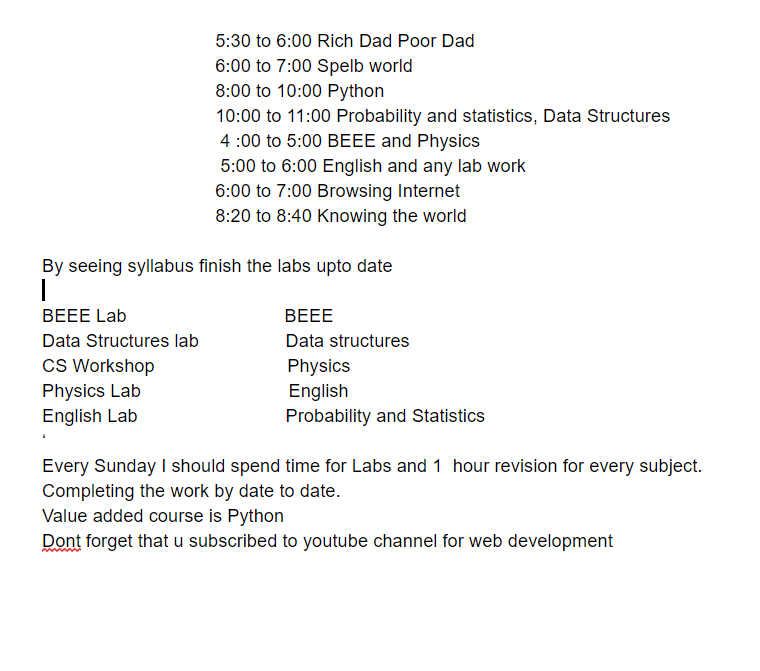 5:30 to 6:00 Rich Dad Poor Dad
6:00 to 7:00 Spelb world
8:00 to 10:00 Python
10:00 to 11:00 Probability and statistics, Data Structures
4 :00 to 5:00 BEEE and Physics
5:00 to 6:00 English and any lab work
6:00 to 7:00 Browsing Internet
8:20 to 8:40 Knowing the world
By seeing syllabus finish the labs upto date
BEEE Lab BEEE
Data Structures lab Data structures
CS Workshop Physics
Physics Lab English
English Lab Probability and Statistics
‘
Every Sunday I should spend time for Labs and 1  hour revision for every subject.
Completing the work by date to date.
Value added course is Python
Dont forget that u subscribed to youtube channel for web development